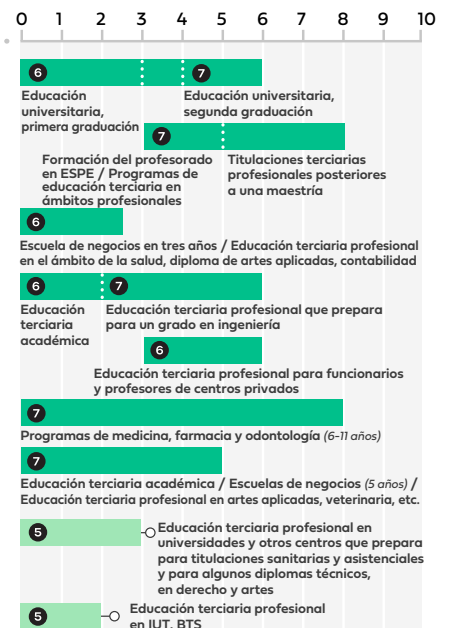 0 1 2 3 4 5 6 7 8 9 10
6 7
Educación
universitaria,
primera graduación
Educación universitaria,
segunda graduación
7
Formación del profesorado
en ESPE / Programas de
educación terciaria en
ámbitos profesionales
Titulaciones terciarias
profesionales posteriores
a una maestría
6
Escuela de negocios en tres años / Educación terciaria profesional
en el ámbito de la salud, diploma de artes aplicadas, contabilidad
6 7
Educación
terciaria
académica
Educación terciaria profesional que prepara
para un grado en ingeniería
6
Educación terciaria profesional para funcionarios
y profesores de centros privados
7
Programas de medicina, farmacia y odontología (6-11 años)
7
Educación terciaria académica / Escuelas de negocios (5 años) /
Educación terciaria profesional en artes aplicadas, veterinaria, etc.
5
Educación terciaria profesional en
universidades y otros centros que prepara
para titulaciones sanitarias y asistenciales
y para algunos diplomas técnicos,
en derecho y artes
5
Educación terciaria profesional
en IUT, BTS